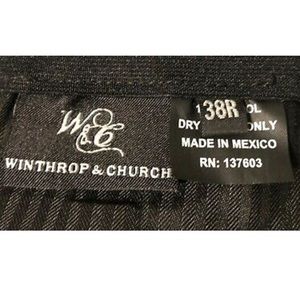 W&C
WINTHROP & CHURCH
38R
DRY ONLY
MADE IN MEXICO
RN: 137603